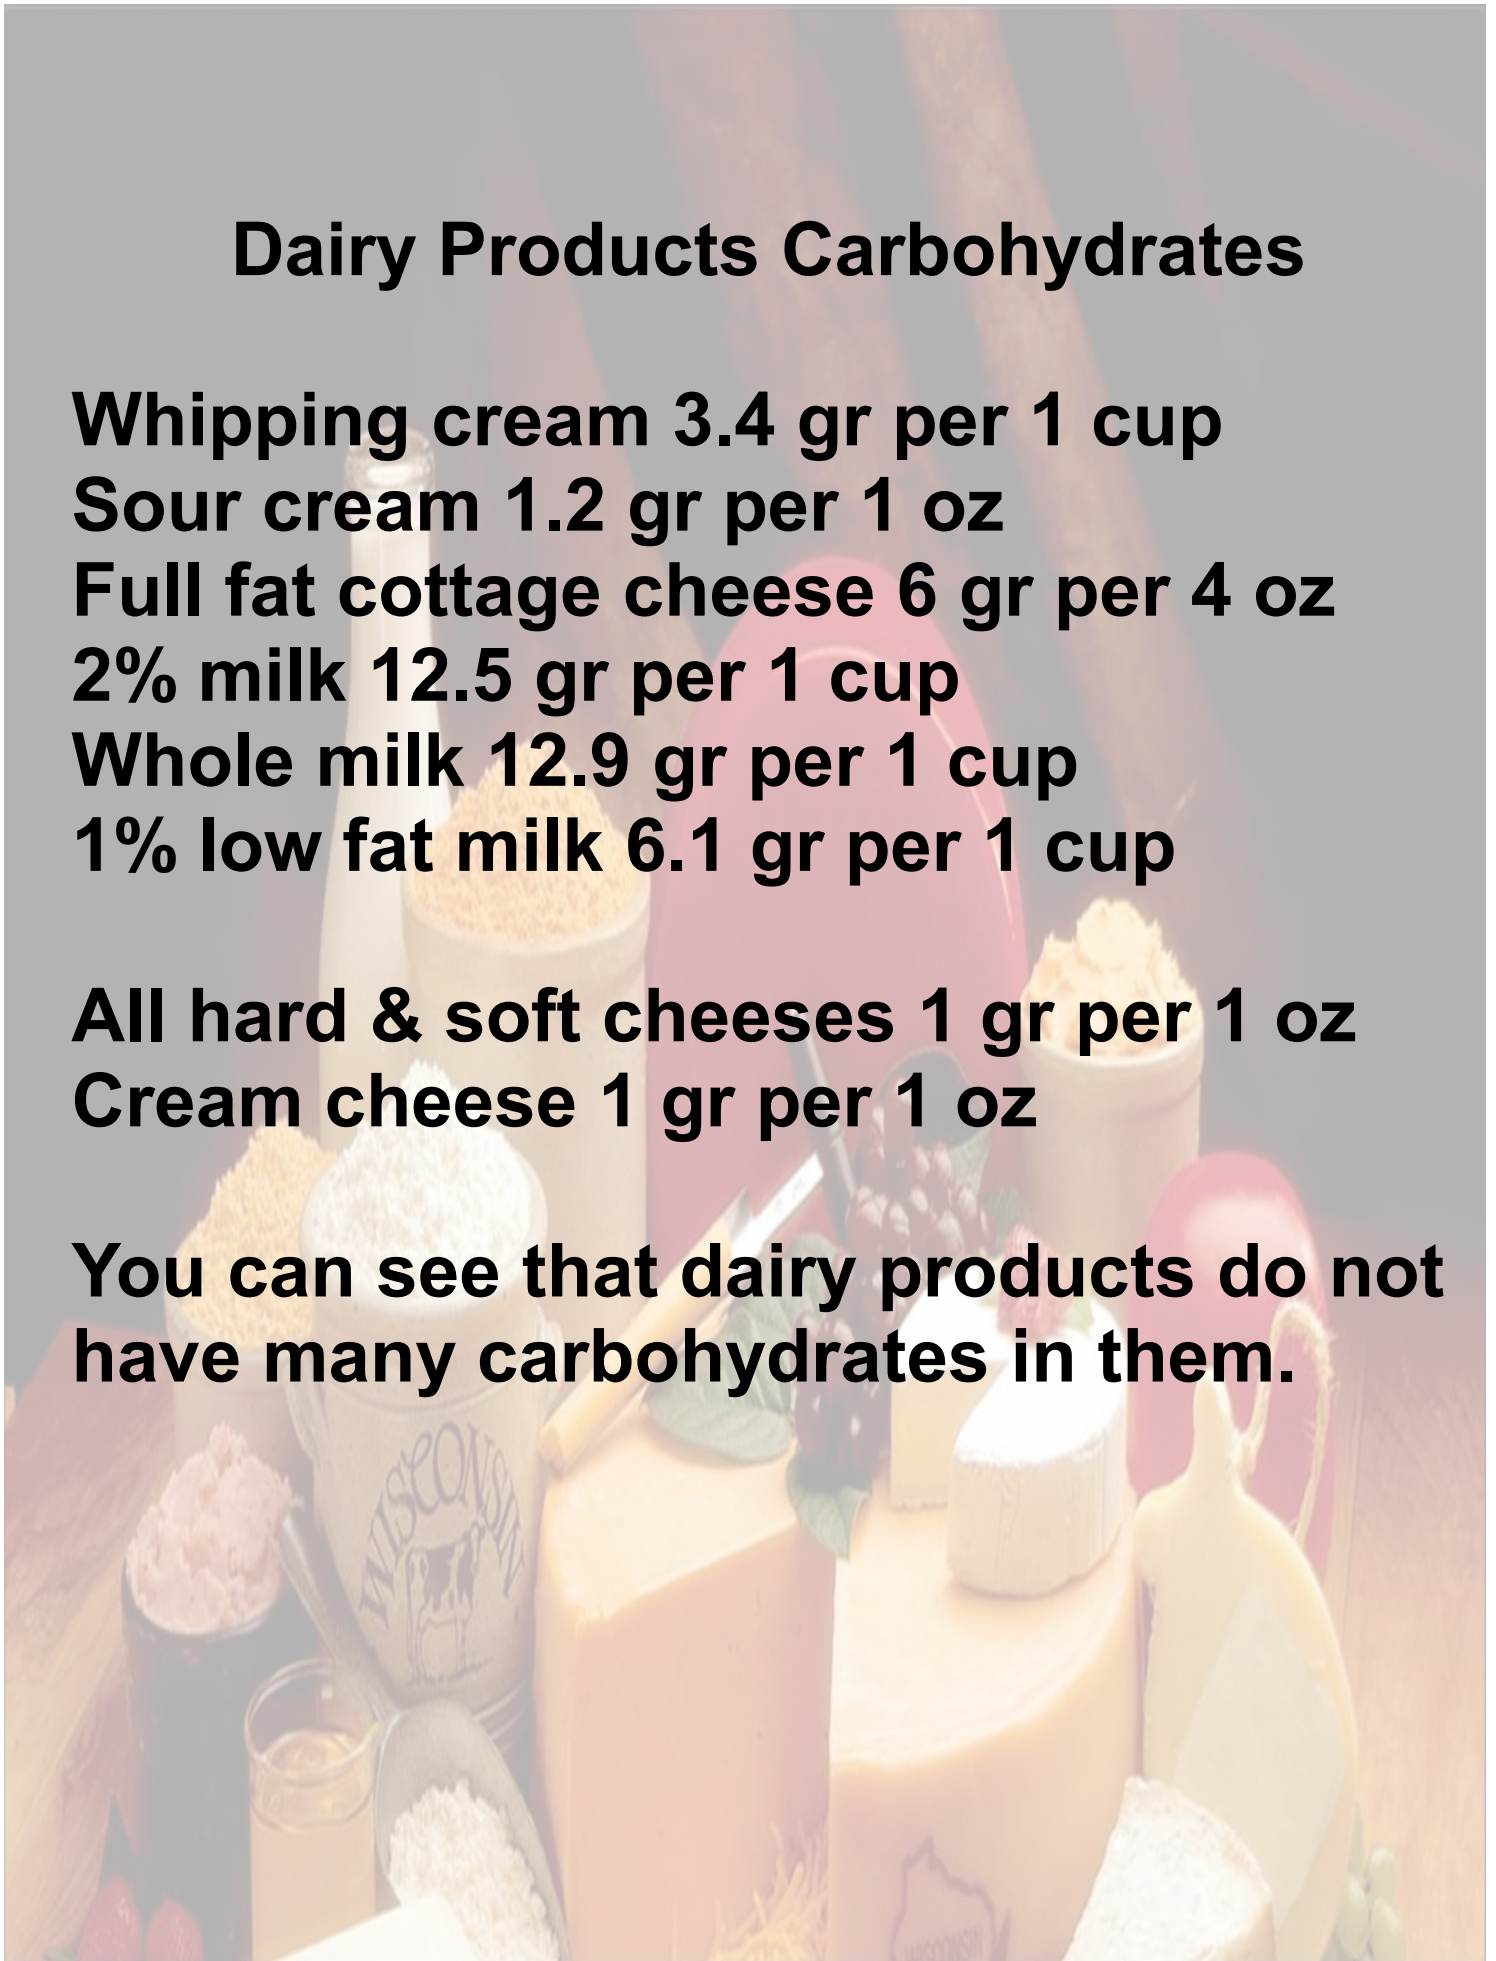 Dairy Products Carbohydrates
Whipping cream 3.4 gr per 1 cup
Sour cream 1.2 gr per 1 oz
Full fat cottage cheese 6 gr per 4 oz
2% milk 12.5 gr per 1 cup
Whole milk 12.9 gr per 1 cup
1% low fat milk 6.1 gr per 1 cup
All hard & soft cheeses 1 gr per 1 oz
Cream cheese 1 gr per 1 oz
You can see that dairy products do not
have many carbohydrates in them.
WISCONSIN
WISCONSIN